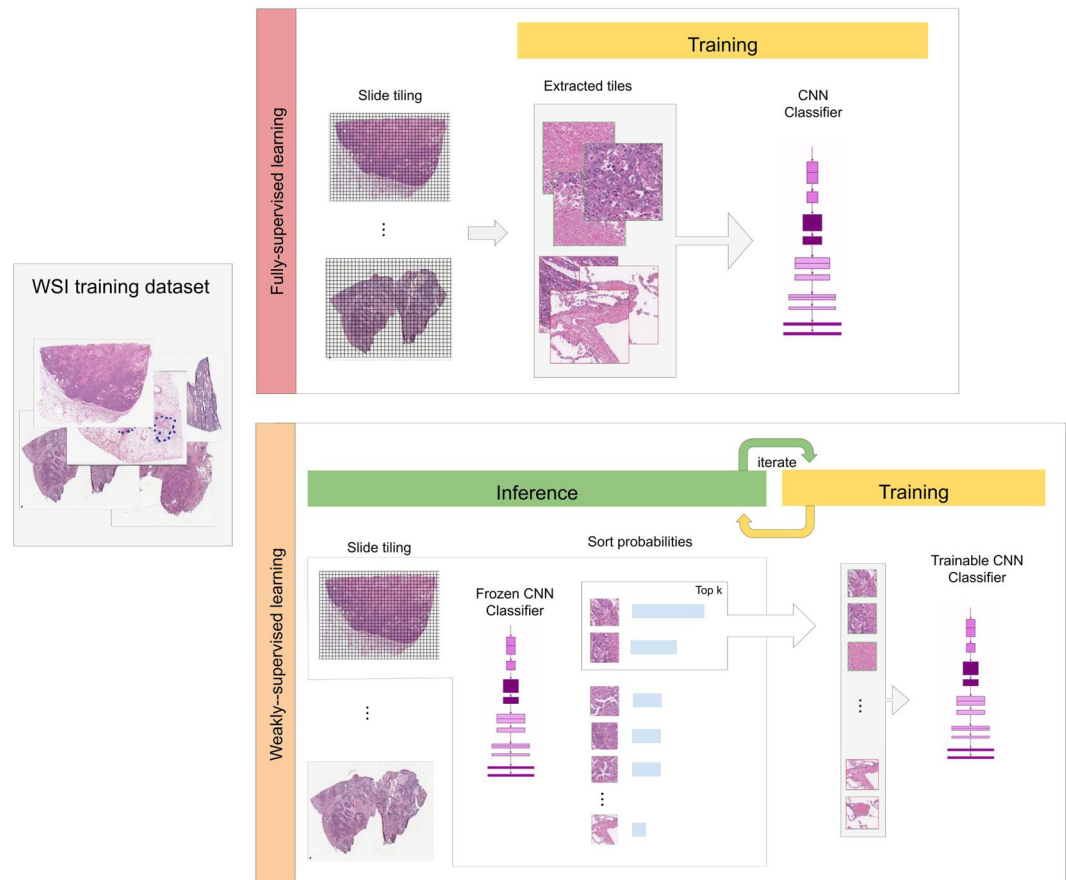 WSI training dataset
Fully-supervised learning
Training
Slide tiling
Extracted tiles
CNN
Classifier
Weakly--supervised learning
iterate
Inference
Training
Slide tiling
Sort probabilities
Frozen CNN
Classifier
Top k
Trainable CNN
Classifier